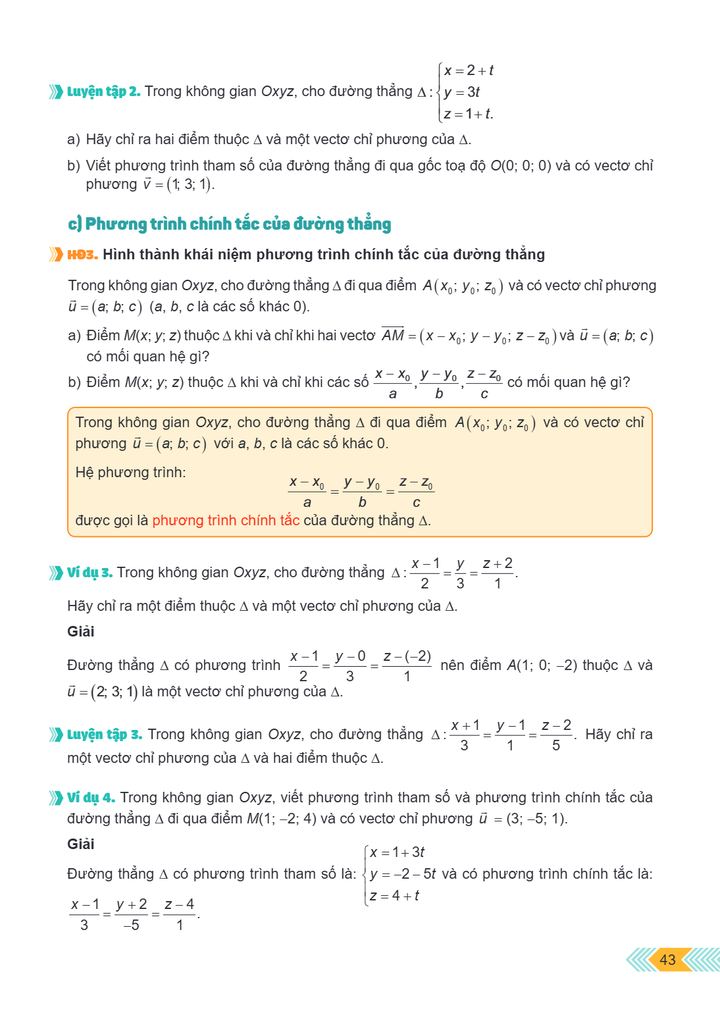 Luyện tập 2. Trong không gian Oxyz, cho đường thẳng Δ: { x = 2 + t
y = 3t
z = 1 + t.
a) Hãy chỉ ra hai điểm thuộc Δ và một vectơ chỉ phương của Δ.
b) Viết phương trình tham số của đường thẳng đi qua gốc toạ độ O(0; 0; 0) và có vectơ chỉ
phương v⃗ = (1; 3; 1).
c) Phương trình chính tắc của đường thẳng
HĐ3. Hình thành khái niệm phương trình chính tắc của đường thẳng
Trong không gian Oxyz, cho đường thẳng Δ đi qua điểm A(x₀; y₀; z₀) và có vectơ chỉ phương
u⃗ = (a; b; c) (a, b, c là các số khác 0).
a) Điểm M(x; y; z) thuộc Δ khi và chỉ khi hai vectơ AM⃗ = (x − x₀; y − y₀; z − z₀) và u⃗ = (a; b; c)
có mối quan hệ gì?
b) Điểm M(x; y; z) thuộc Δ khi và chỉ khi các số (x − x₀)/a, (y − y₀)/b, (z − z₀)/c có mối quan hệ gì?
Trong không gian Oxyz, cho đường thẳng Δ đi qua điểm A(x₀; y₀; z₀) và có vectơ chỉ
phương u⃗ = (a; b; c) với a, b, c là các số khác 0.
Hệ phương trình:
(x − x₀)/a = (y − y₀)/b = (z − z₀)/c
được gọi là phương trình chính tắc của đường thẳng Δ.
Ví dụ 3. Trong không gian Oxyz, cho đường thẳng Δ: (x − 1)/2 = y/3 = (z + 2)/1.
Hãy chỉ ra một điểm thuộc Δ và một vectơ chỉ phương của Δ.
Giải
Đường thẳng Δ có phương trình (x − 1)/2 = (y − 0)/3 = (z − (−2))/1 nên điểm A(1; 0; −2) thuộc Δ và
u⃗ = (2; 3; 1) là một vectơ chỉ phương của Δ.
Luyện tập 3. Trong không gian Oxyz, cho đường thẳng Δ: (x + 1)/3 = (y − 1)/1 = (z − 2)/5. Hãy chỉ ra
một vectơ chỉ phương của Δ và hai điểm thuộc Δ.
Ví dụ 4. Trong không gian Oxyz, viết phương trình tham số và phương trình chính tắc của
đường thẳng Δ đi qua điểm M(1; −2; 4) và có vectơ chỉ phương u⃗ = (3; −5; 1).
Giải
Đường thẳng Δ có phương trình tham số là: { x = 1 + 3t
y = −2 − 5t và có phương trình chính tắc là:
z = 4 + t
(x − 1)/3 = (y + 2)/−5 = (z − 4)/1.
43